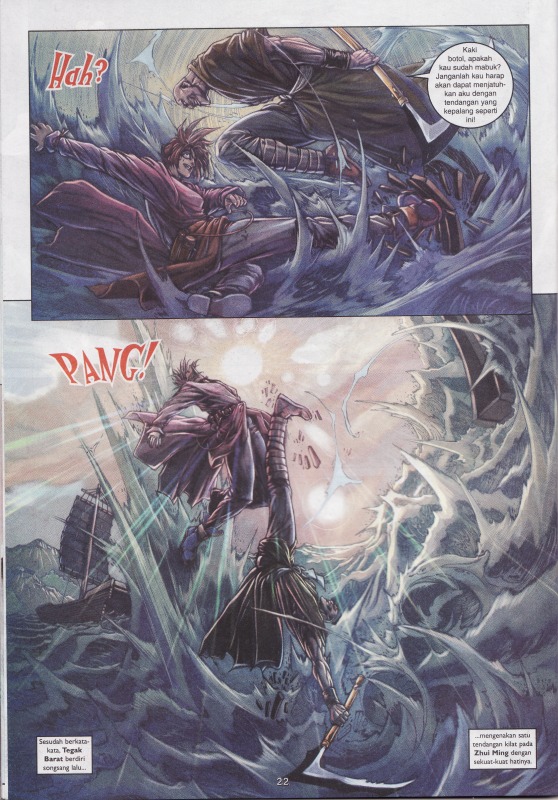 Hah?
Kaki
botol, apakah
kau sudah mabuk?
Janganlah kau harap
akan dapat menjatuh-
kan aku dengan
tendangan yang
kepalang seperti
ini!
PANG!
Sesudah berkata-
kata, Tegak
Barat berdiri
songsang lalu...
...mengenakan satu
tendangan kilat pada
Zhui Ming dengan
sekuat-kuat hatinya.
22